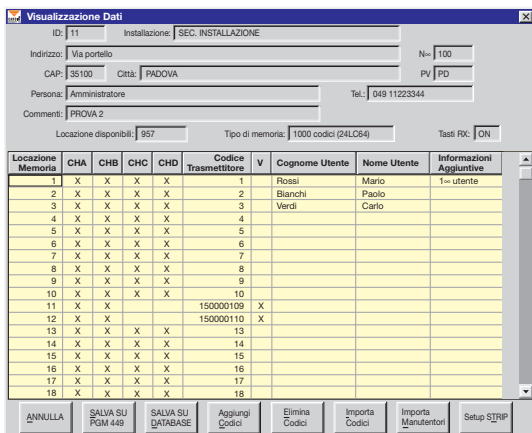 Visualizzazione Dati
ID: 11 Installazione: SEC. INSTALLAZIONE
Indirizzo: Via portello N∞ 100
CAP: 35100 Città: PADOVA PV PD
Persona: Amministratore Tel.: 049 11223344
Commenti: PROVA 2
Locazione disponibili: 957 Tipo di memoria: 1000 codici (24LC64) Tasti RX: ON
Locazione Memoria CHA CHB CHC CHD Codice Trasmettitore V Cognome Utente Nome Utente Informazioni Aggiuntive
1 X X X X 1 Rossi Mario 1∞ utente
2 X X X X 2 Bianchi Paolo
3 X X X X 3 Verdi Carlo
4 X X X X 4
5 X X X X 5
6 X X X X 6
7 X X X X 7
8 X X X X 8
9 X X X X 9
10 X X X X 10
11 X X 150000109 X
12 X X 150000110 X
13 X X X X 13
14 X X X X 14
15 X X X X 15
16 X X X X 16
17 X X X X 17
18 X X X X 18
ANNULLA SALVA SU PGM 449 SALVA SU DATABASE Aggiungi Codici Elimina Codici Importa Codici Importa Manutentori Setup STRIP